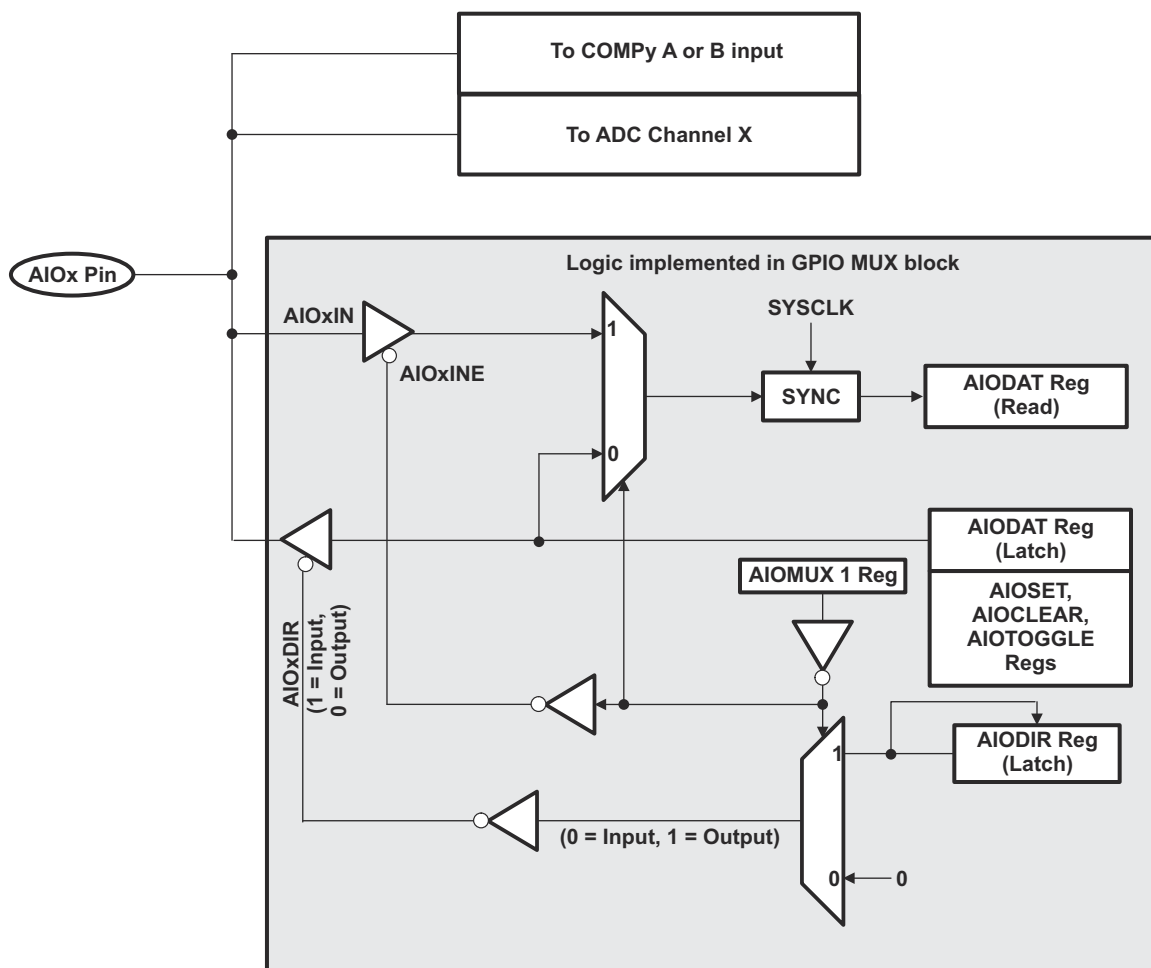 To COMPy A or B input
To ADC Channel X
AIOx Pin
Logic implemented in GPIO MUX block
AIOxIN
1
SYSCLK
AIOxINE
SYNC
AIODAT Reg
(Read)
0
AIODAT Reg
(Latch)
AIOMUX 1 Reg
AIOSET,
AIOCLEAR,
AIOTOGGLE
Regs
AIOxDIR
(1 = Input,
0 = Output)
1
AIODIR Reg
(Latch)
(0 = Input, 1 = Output)
0
0